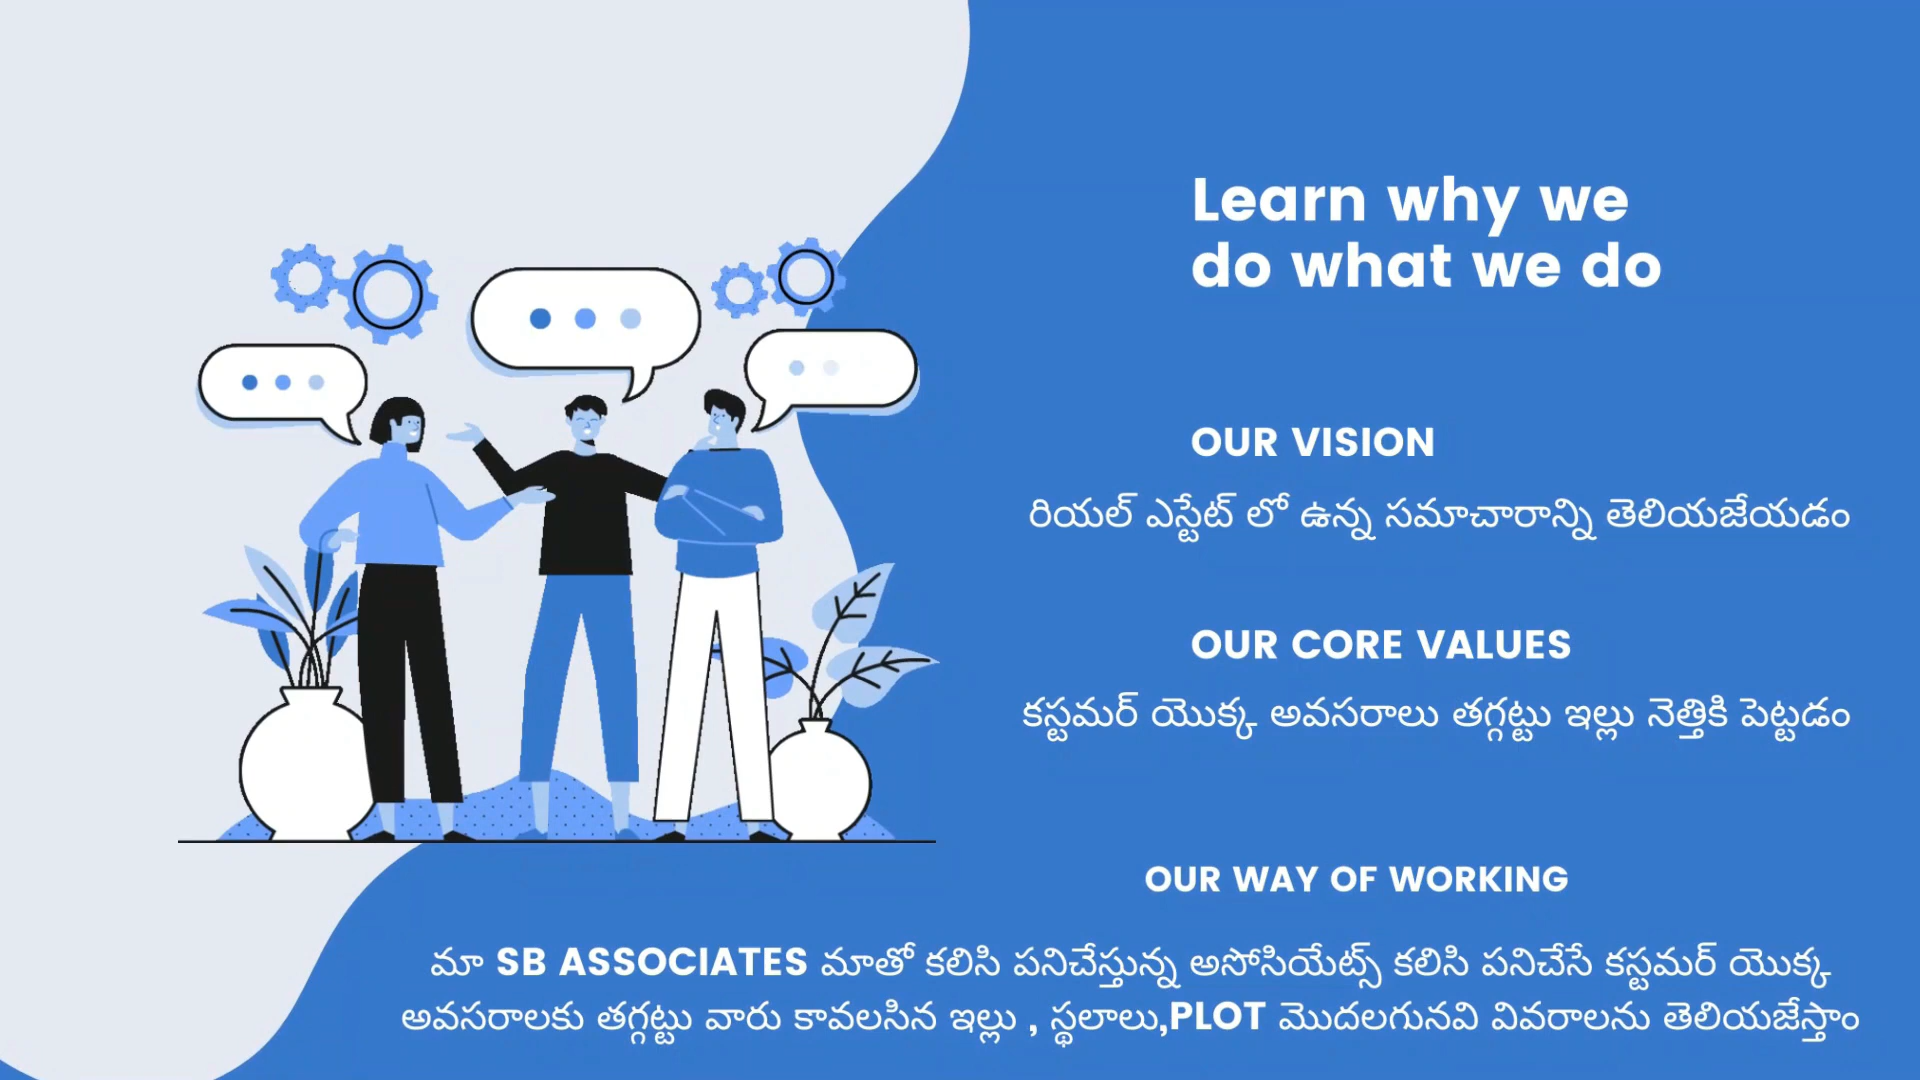 Learn why we
do what we do
OUR VISION
రియల్ ఎస్టేట్ లో ఉన్న సమాచారాన్ని తెలియజేయడం
OUR CORE VALUES
కస్టమర్ యొక్క అవసరాలు తగ్గట్టు ఇల్లు నెత్తికి పెట్టడం
OUR WAY OF WORKING
మా SB ASSOCIATES మాతో కలిసి పనిచేస్తున్న అసోసియేట్స్ కలిసి పనిచేసే కస్టమర్ యొక్క
అవసరాలకు తగ్గట్టు వారు కావలసిన ఇల్లు , స్థలాలు,PLOT మొదలగునవి వివరాలను తెలియజేస్తాం